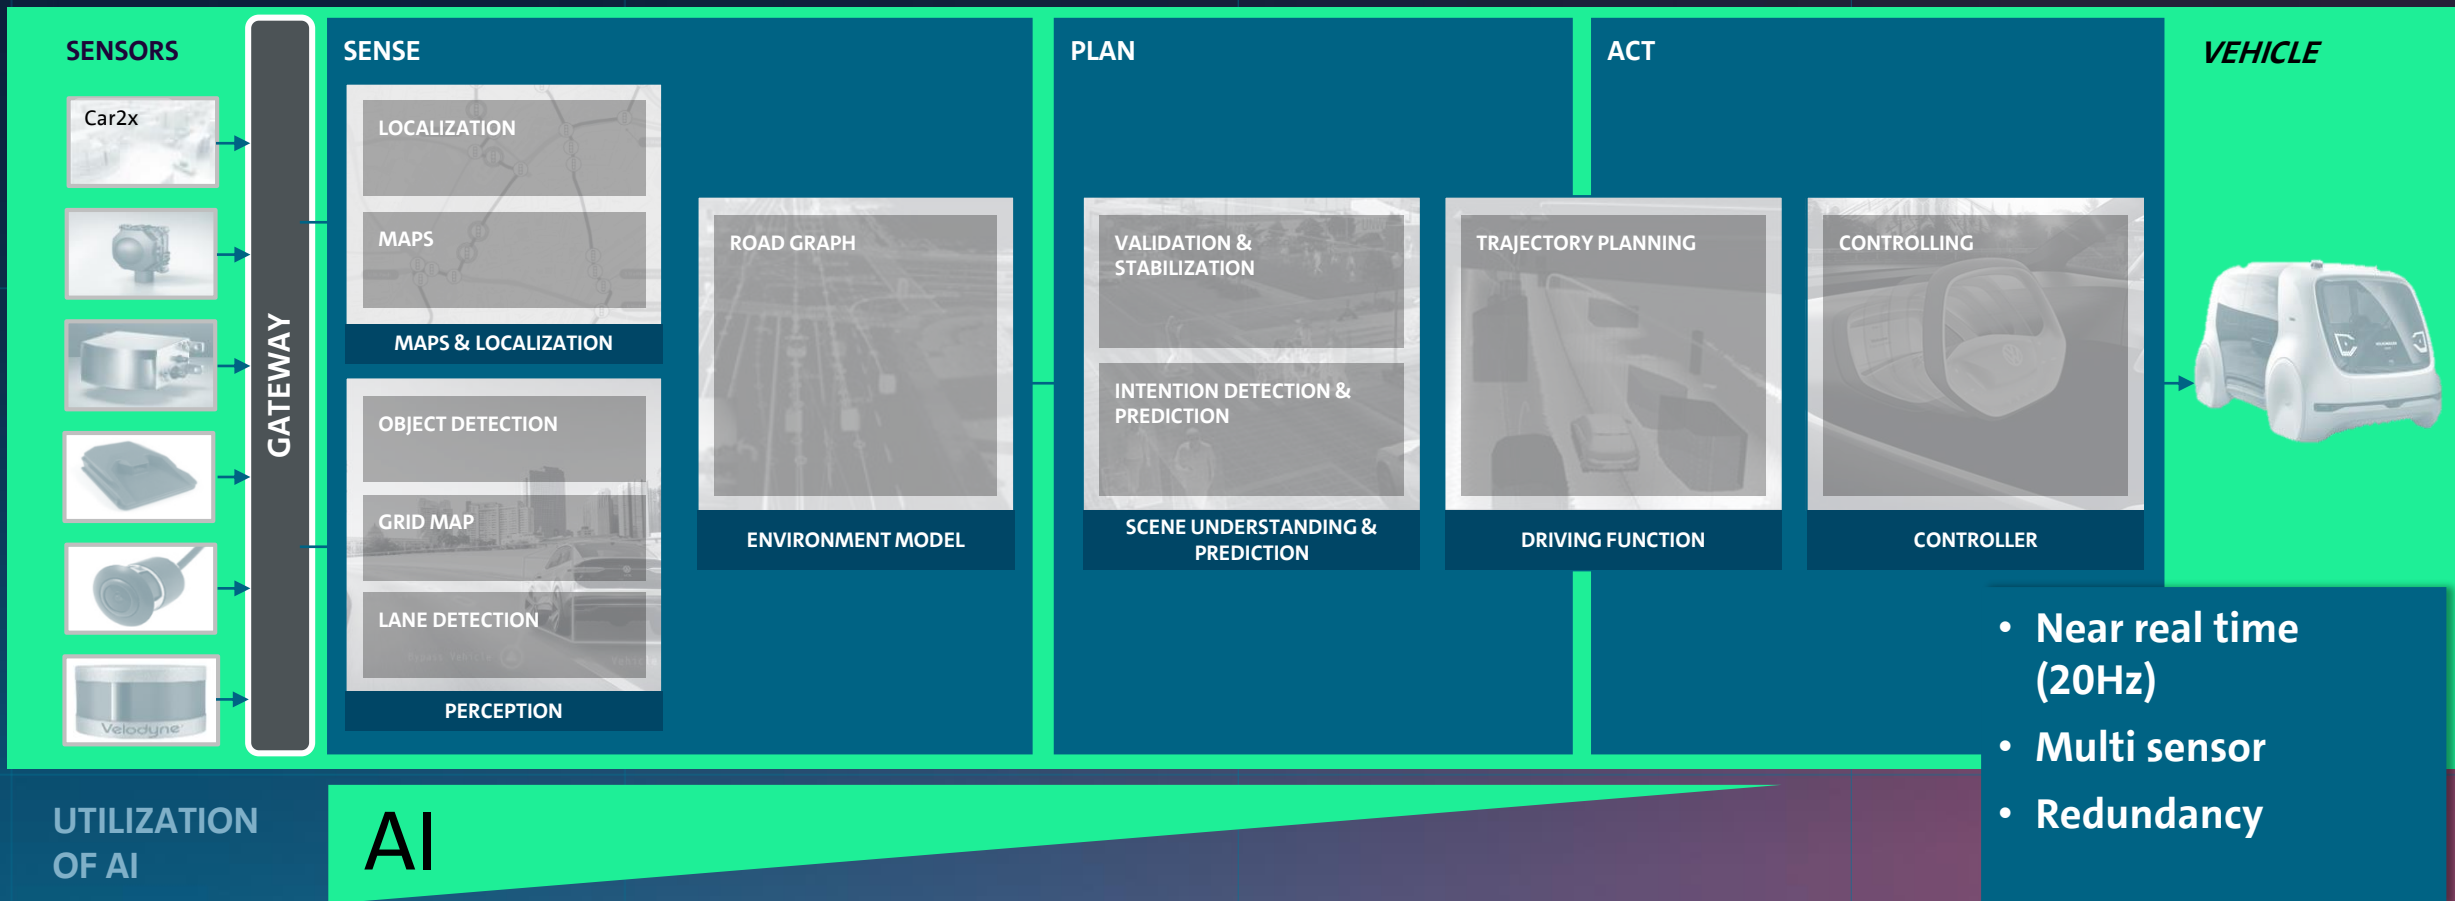 SENSORS
Car2x
Velodyne
GATEWAY
SENSE
LOCALIZATION
MAPS
MAPS & LOCALIZATION
OBJECT DETECTION
GRID MAP
LANE DETECTION
PERCEPTION
ROAD GRAPH
ENVIRONMENT MODEL
PLAN
VALIDATION &
STABILIZATION
INTENTION DETECTION &
PREDICTION
SCENE UNDERSTANDING &
PREDICTION
TRAJECTORY PLANNING
DRIVING FUNCTION
ACT
CONTROLLING
CONTROLLER
VEHICLE
• Near real time
(20Hz)
• Multi sensor
• Redundancy
UTILIZATION
OF AI
AI